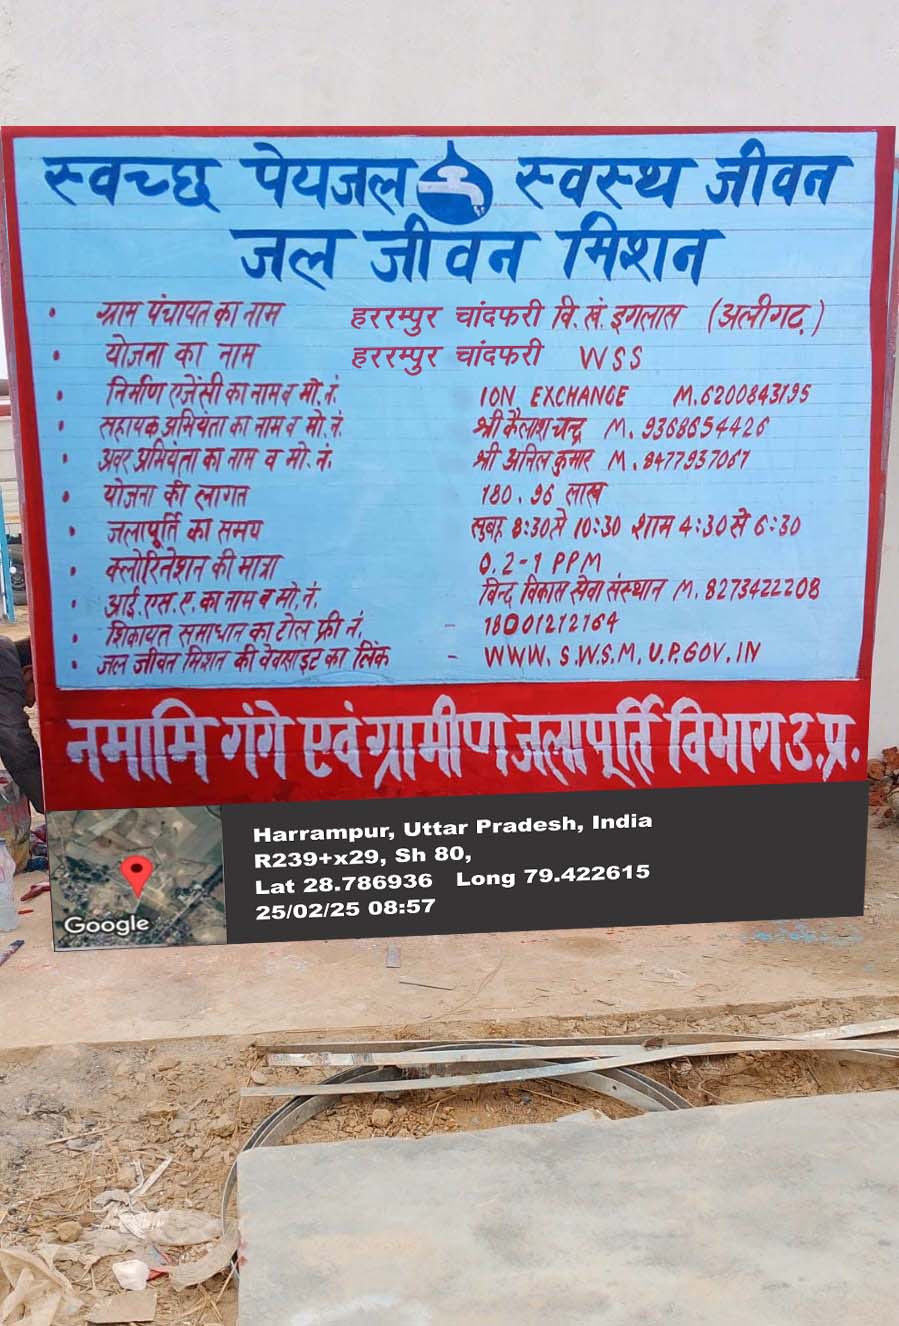 स्वच्छ पेयजल स्वस्थ जीवन
जल जीवन मिशन
• ग्राम पंचायत का नाम हररम्पुर चांदफरी वि.खं. इगलास (अलीगढ़)
• योजना का नाम हररम्पुर चांदफरी WSS
• निर्माण एजेंसी का नाम व मो.नं. ION EXCHANGE M.6200843195
• सहायक अभियंता का नाम व मो.नं. श्री कैलाश चन्द्र M.9368654426
• अवर अभियंता का नाम व मो.नं. श्री अनिल कुमार M.8477937067
• योजना की लागत 180.96 लाख
• जलापूर्ति का समय सुबह 8:30 से 10:30 शाम 4:30 से 6:30
• क्लोरिनेशन की मात्रा 0.2-1 PPM
• आई.एस.ए. का नाम व मो.नं. बिन्द विकास सेवा संस्थान M.8273422208
• शिकायत समाधान का टोल फ्री नं. - 18001212164
• जल जीवन मिशन की वेबसाइट का लिंक - WWW.S.W.S.M.U.P.GOV.IN
नमामि गंगे एवं ग्रामीण जलापूर्ति विभाग उ.प्र.
Harrampur, Uttar Pradesh, India
R239+x29, Sh 80,
Lat 28.786936 Long 79.422615
25/02/25 08:57
Google